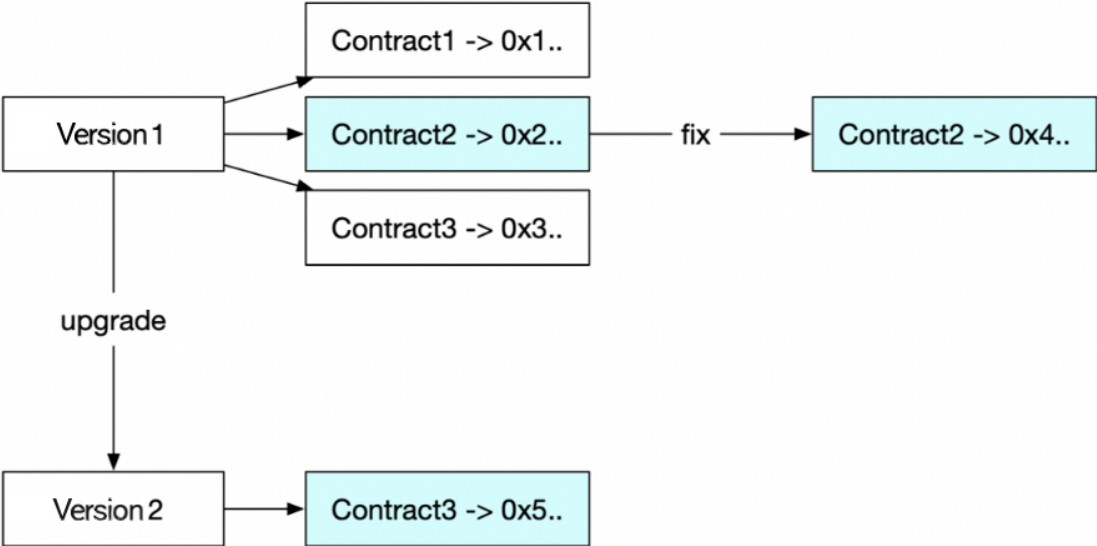 Contract1 -> 0x1..
Version 1
Contract2 -> 0x2..
fix
Contract2 -> 0x4..
Contract3 -> 0x3..
upgrade
Version 2
Contract3 -> 0x5..